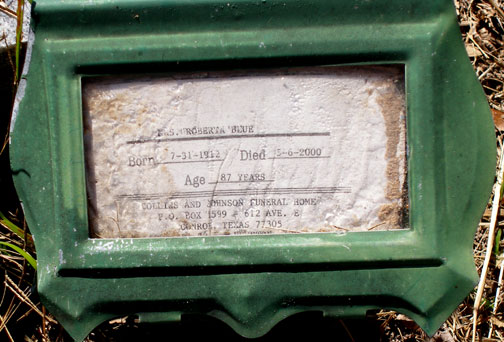 MRS. ROBERTA BLUE
Born 7-31-1912 Died 5-6-2000
Age 87 YEARS
COLLINS AND JOHNSON FUNERAL HOME
P.O. BOX 1599 - 612 AVE. E
CONROE, TEXAS 77305